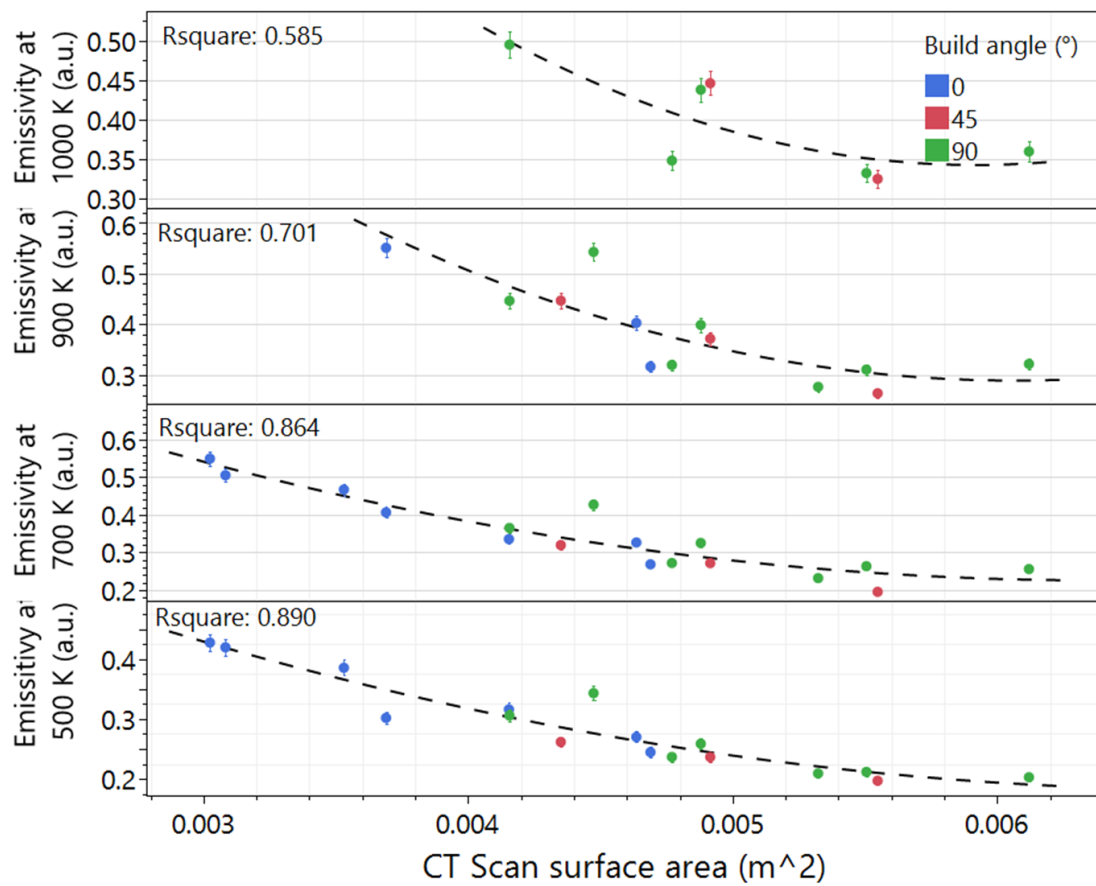 Rsquare: 0.585
Build angle (°)
0
45
90
Emissivity at
1000 K (a.u.)
0.50
0.45
0.40
0.35
0.30
Rsquare: 0.701
Emissivity a
900 K (a.u.)
0.6
0.5
0.4
0.3
Rsquare: 0.864
Emissivity at
700 K (a.u.)
0.6
0.5
0.4
0.3
0.2
Rsquare: 0.890
Emissitivy a
500 K (a.u.)
0.4
0.3
0.2
0.003
0.004
0.005
0.006
CT Scan surface area (m^2)